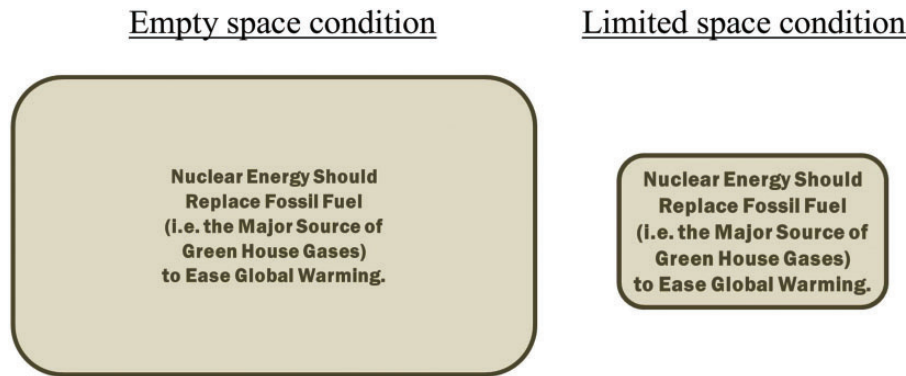 Empty space condition
Limited space condition
Nuclear Energy Should
Replace Fossil Fuel
(i.e. the Major Source of
Green House Gases)
to Ease Global Warming.
Nuclear Energy Should
Replace Fossil Fuel
(i.e. the Major Source of
Green House Gases)
to Ease Global Warming.